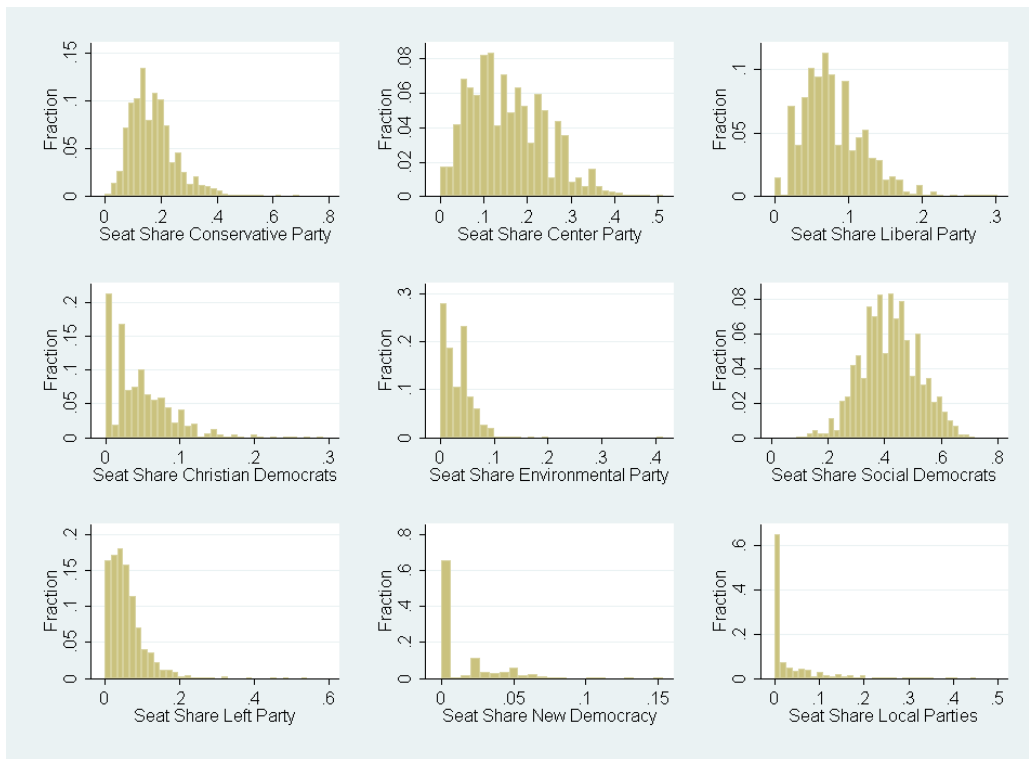 Fraction
0 .05 .1 .15
0 .2 .4 .6 .8
Seat Share Conservative Party
Fraction
0 .02 .04 .06 .08
0 .1 .2 .3 .4 .5
Seat Share Center Party
Fraction
0 .05 .1
0 .1 .2 .3
Seat Share Liberal Party
Fraction
0 .05 .1 .15 .2
0 .1 .2 .3
Seat Share Christian Democrats
Fraction
0 .1 .2 .3
0 .1 .2 .3 .4
Seat Share Environmental Party
Fraction
0 .02 .04 .06 .08
0 .2 .4 .6 .8
Seat Share Social Democrats
Fraction
0 .05 .1 .15 .2
0 .2 .4 .6
Seat Share Left Party
Fraction
0 .2 .4 .6 .8
0 .05 .1 .15
Seat Share New Democracy
Fraction
0 .2 .4 .6
0 .1 .2 .3 .4 .5
Seat Share Local Parties